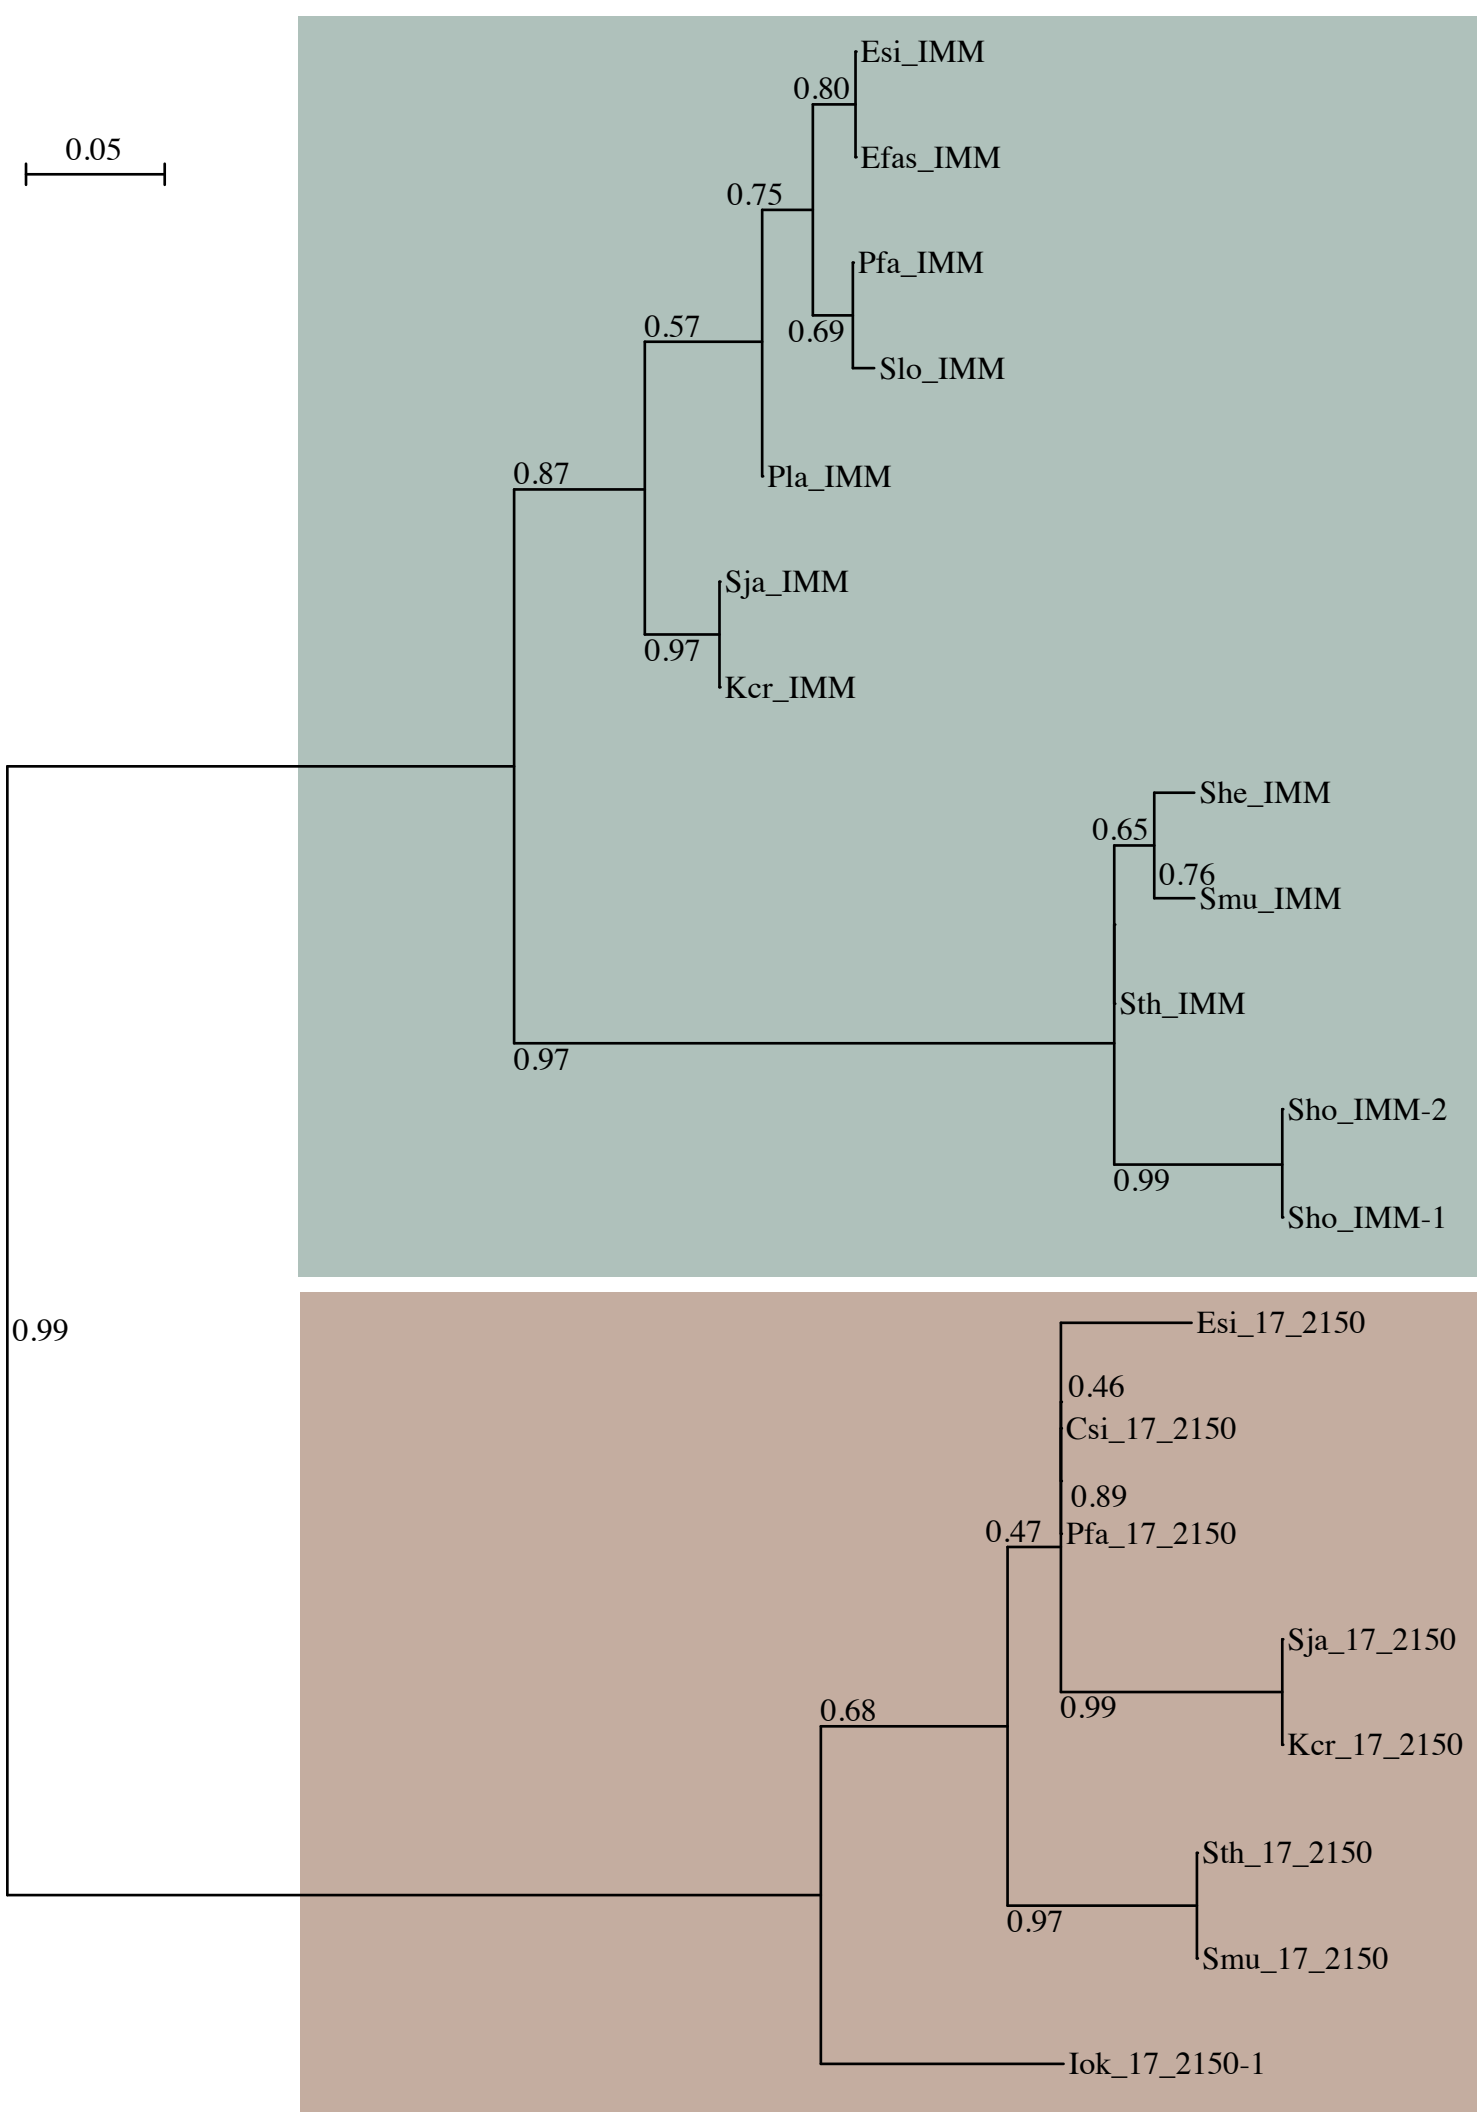 Esi_IMM
0.80
0.05
Efas_IMM
0.75
Pfa_IMM
0.57
0.69
Slo_IMM
0.87
Pla_IMM
Sja_IMM
0.97
Kcr_IMM
She_IMM
0.65
0.76
Smu_IMM
Sth_IMM
0.97
Sho_IMM-2
0.99
Sho_IMM-1
Esi_17_2150
0.99
0.46
Csi_17_2150
0.89
0.47
Pfa_17_2150
Sja_17_2150
0.99
0.68
Kcr_17_2150
Sth_17_2150
0.97
Smu_17_2150
Iok_17_2150-1